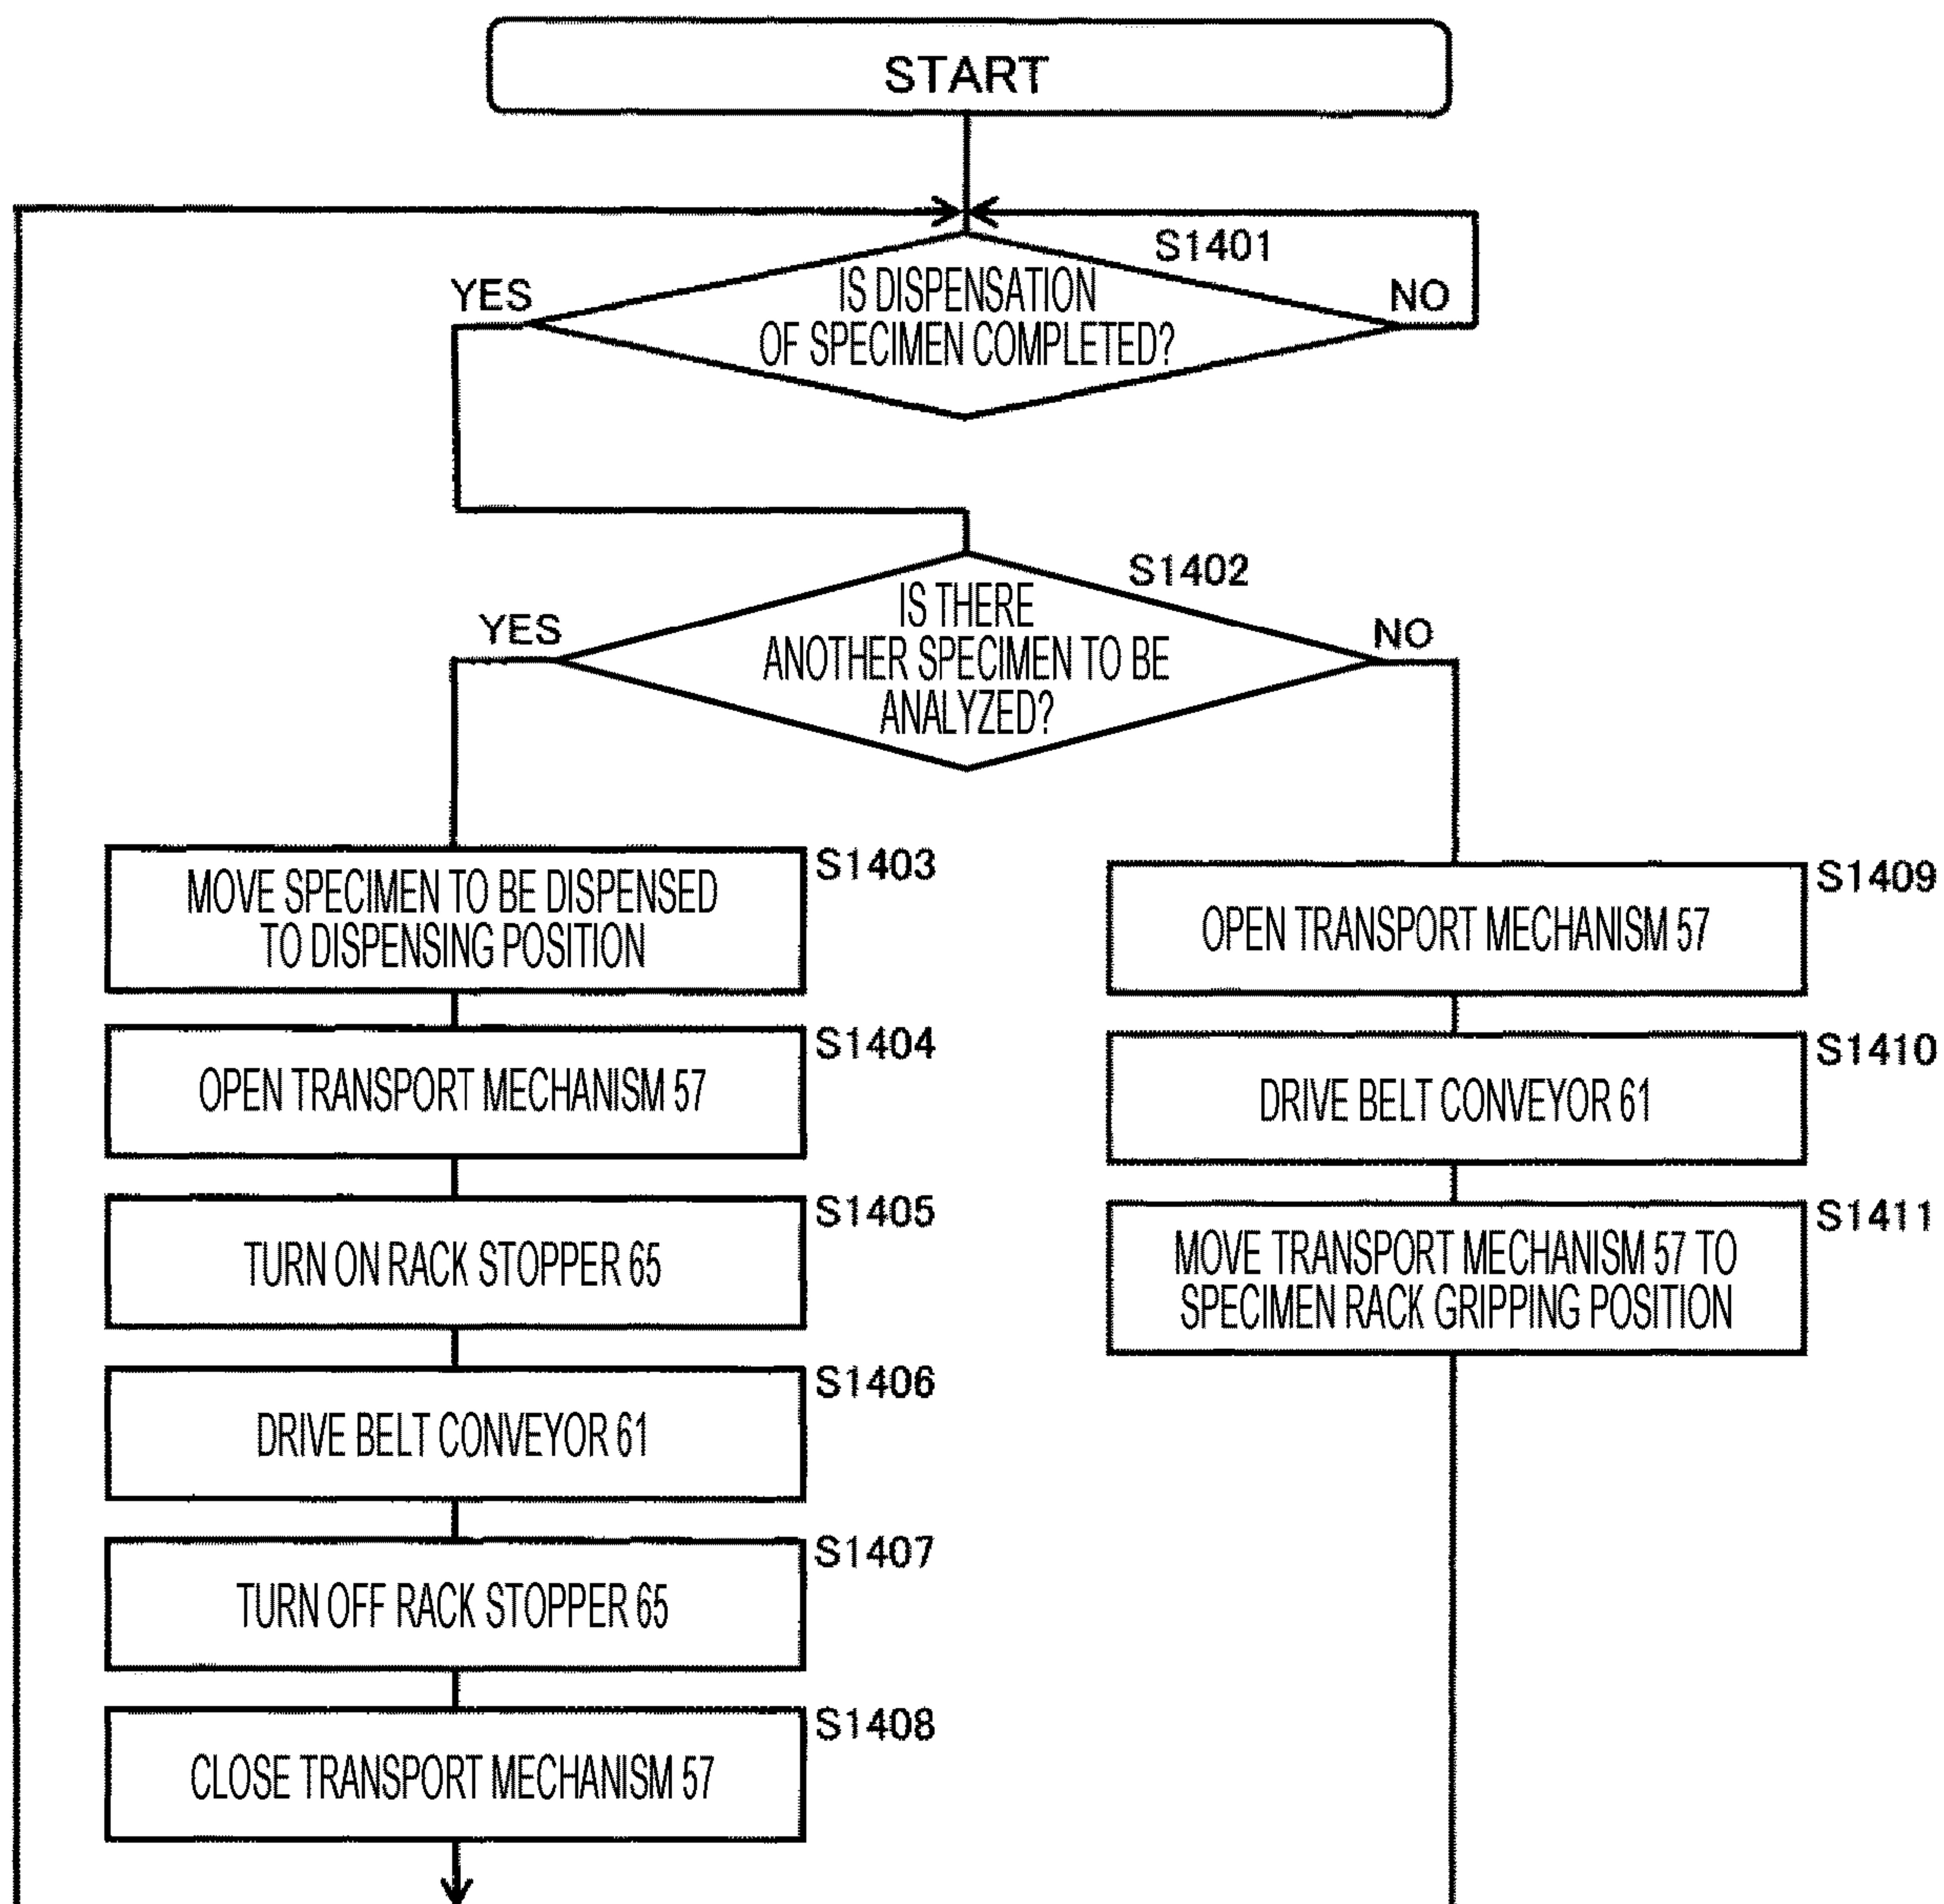 START
S1401
YES
IS DISPENSATION
NO
OF SPECIMEN COMPLETED?
S1402
IS THERE
YES
NO
ANOTHER SPECIMEN TO BE
ANALYZED?
S1403
MOVE SPECIMEN TO BE DISPENSED
TO DISPENSING POSITION
S1404
OPEN TRANSPORT MECHANISM 57
S1405
TURN ON RACK STOPPER 65
S1406
DRIVE BELT CONVEYOR 61
S1407
TURN OFF RACK STOPPER 65
S1408
CLOSE TRANSPORT MECHANISM 57
S1409
OPEN TRANSPORT MECHANISM 57
S1410
DRIVE BELT CONVEYOR 61
S1411
MOVE TRANSPORT MECHANISM 57 TO
SPECIMEN RACK GRIPPING POSITION